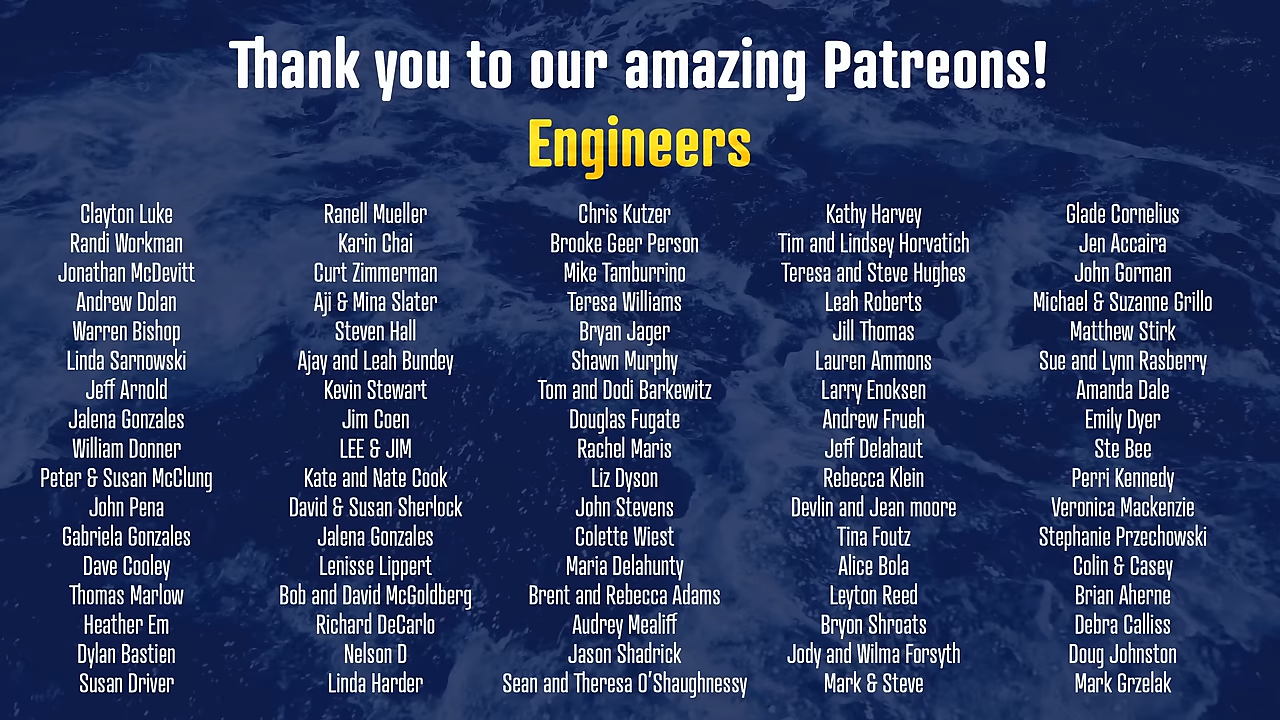 Thank you to our amazing Patreons!
Engineers
Clayton Luke
Randi Workman
Jonathan McDevitt
Andrew Dolan
Warren Bishop
Linda Sarnowski
Jeff Arnold
Jalena Gonzales
William Donner
Peter & Susan McClung
John Pena
Gabriela Gonzales
Dave Cooley
Thomas Marlow
Heather Em
Dylan Bastien
Susan Driver
Ranell Mueller
Karin Chai
Curt Zimmerman
Aji & Mina Slater
Steven Hall
Ajay and Leah Bundey
Kevin Stewart
Jim Coen
LEE & JIM
Kate and Nate Cook
David & Susan Sherlock
Jalena Gonzales
Lenisse Lippert
Bob and David McGoldberg
Richard DeCarlo
Nelson D
Linda Harder
Chris Kutzer
Brooke Geer Person
Mike Tamburrino
Teresa Williams
Bryan Jager
Shawn Murphy
Tom and Dodi Barkewitz
Douglas Fugate
Rachel Maris
Liz Dyson
John Stevens
Colette Wiest
Maria Delahunty
Brent and Rebecca Adams
Audrey Mealiff
Jason Shadrick
Sean and Theresa O'Shaughnessy
Kathy Harvey
Tim and Lindsey Horvatich
Teresa and Steve Hughes
Leah Roberts
Jill Thomas
Lauren Ammons
Larry Enoksen
Andrew Frueh
Jeff Delahaut
Rebecca Klein
Devlin and Jean moore
Tina Foutz
Alice Bola
Leyton Reed
Bryon Shroats
Jody and Wilma Forsyth
Mark & Steve
Glade Cornelius
Jen Accaira
John Gorman
Michael & Suzanne Grillo
Matthew Stirk
Sue and Lynn Rasberry
Amanda Dale
Emily Dyer
Ste Bee
Perri Kennedy
Veronica Mackenzie
Stephanie Przechowski
Colin & Casey
Brian Aherne
Debra Calliss
Doug Johnston
Mark Grzelak